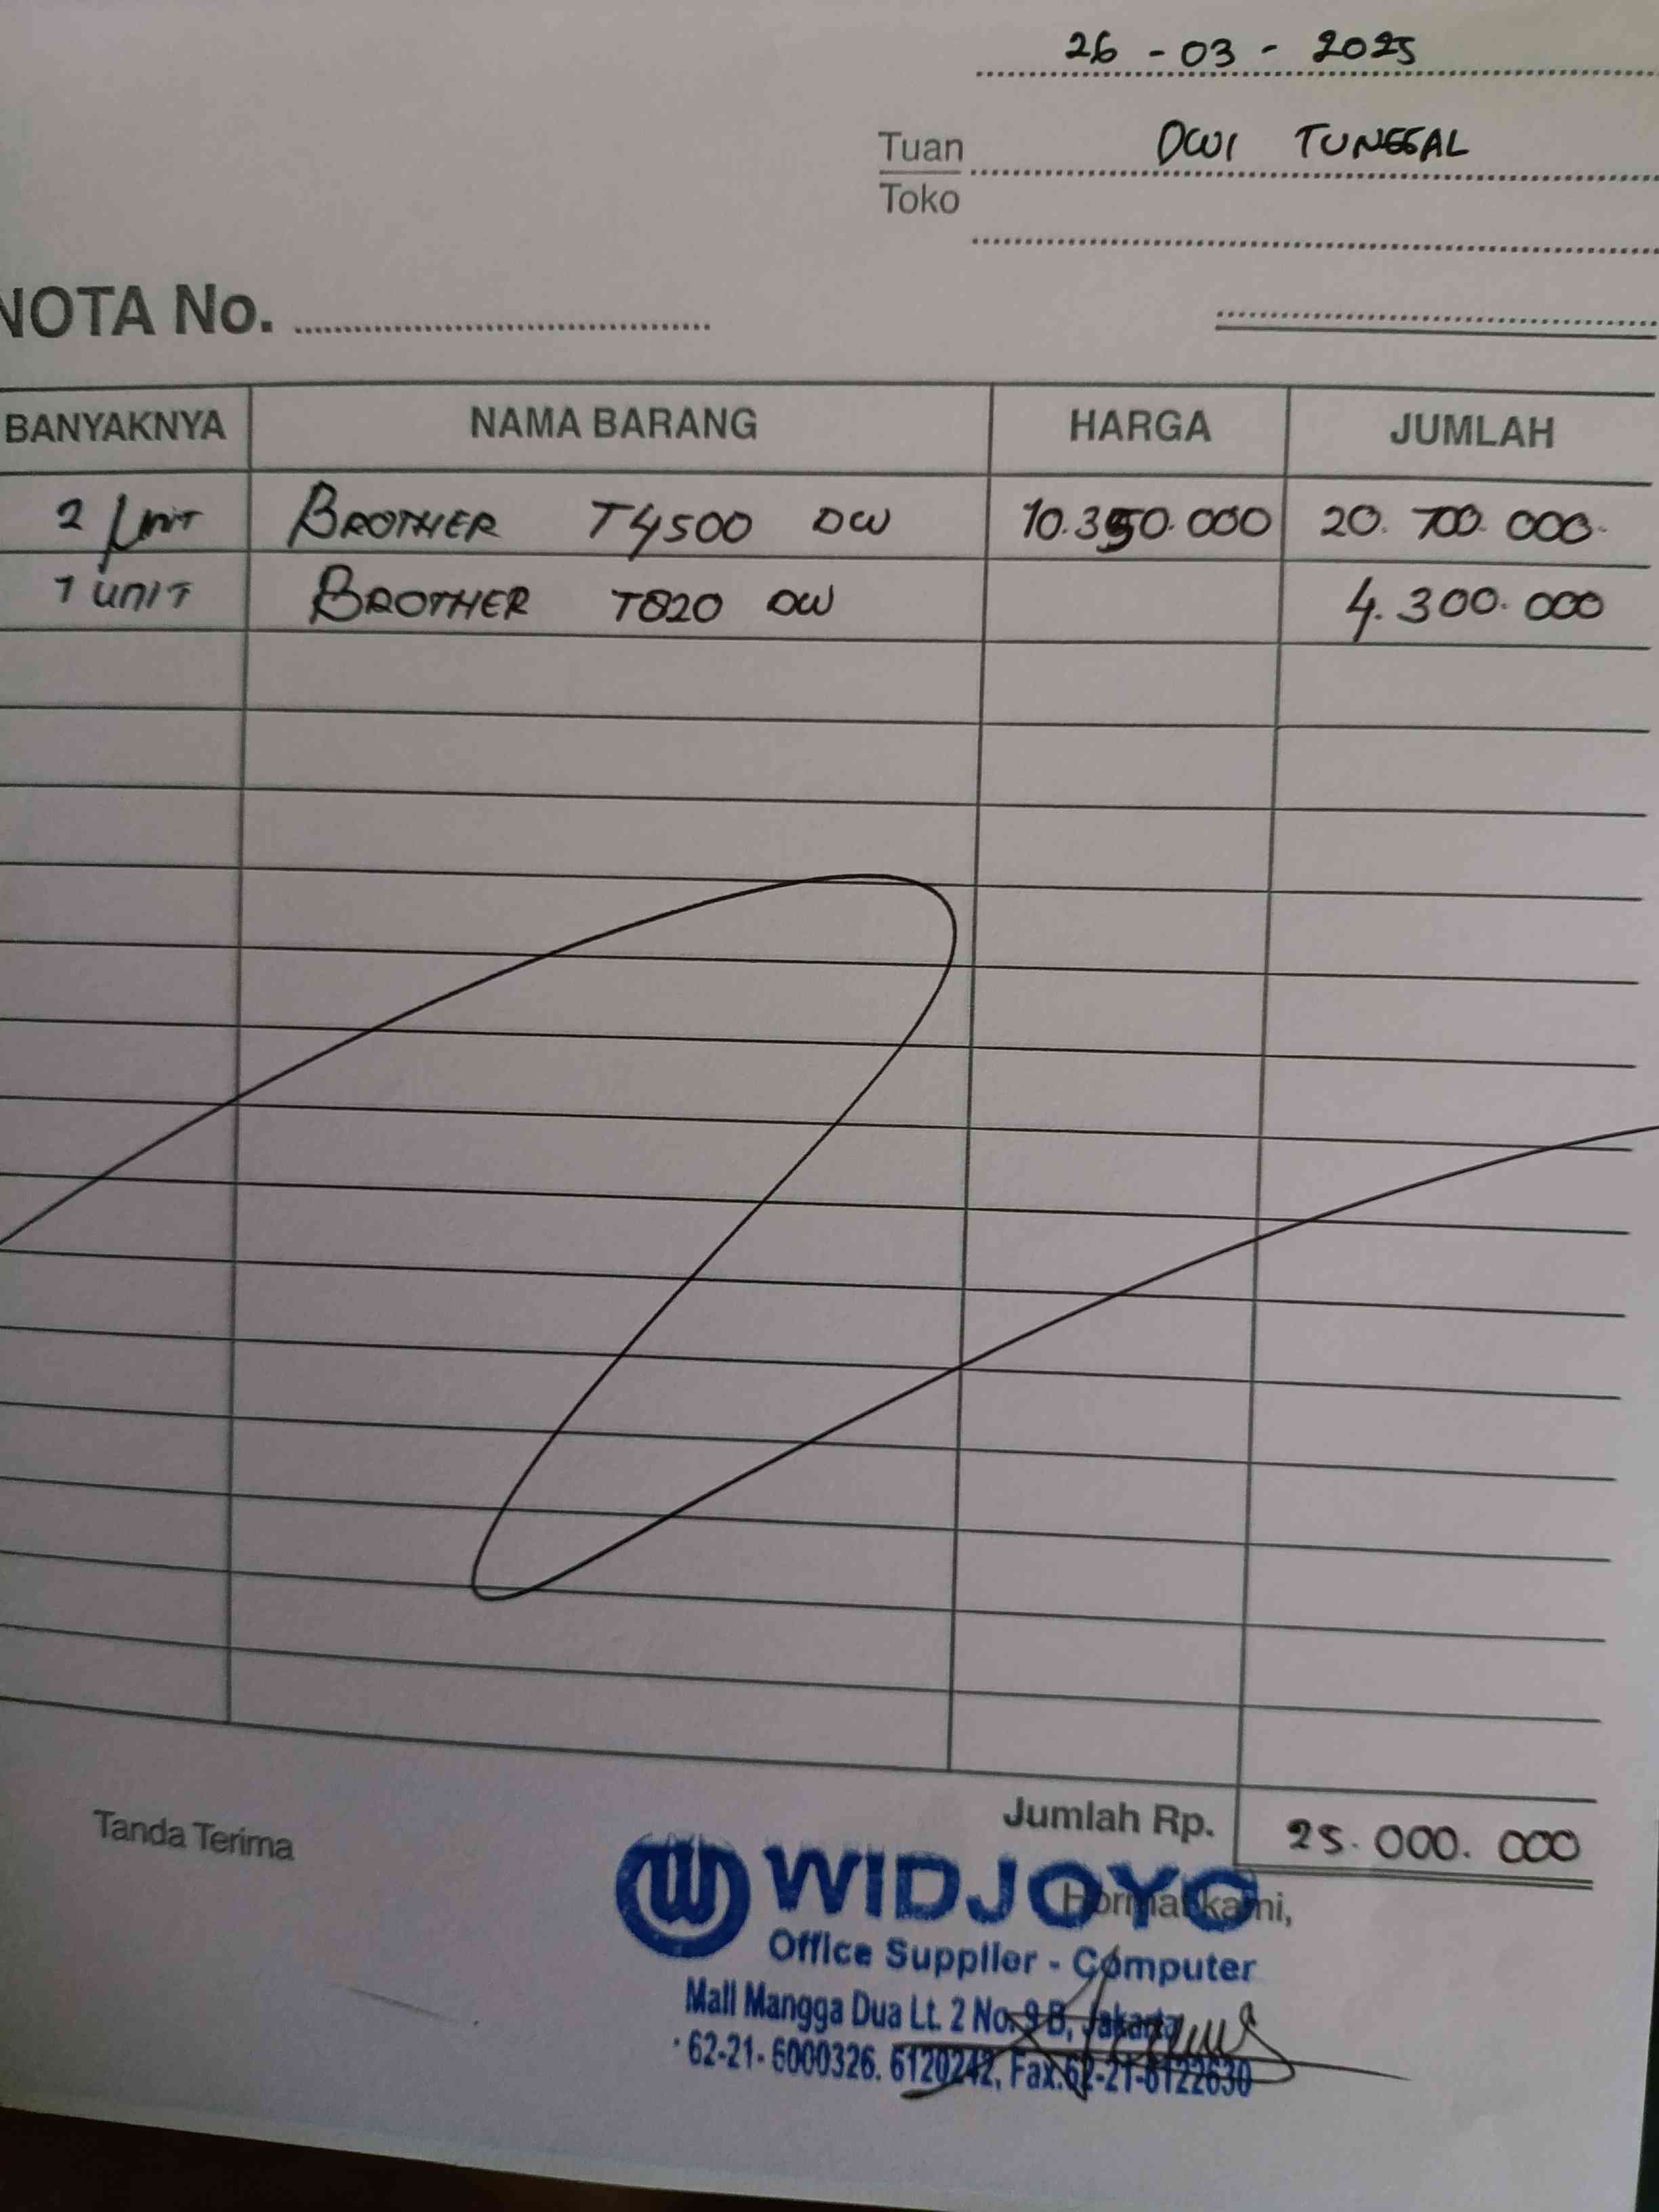 26 - 03 - 2025
Tuan DWI TUNGGAL
Toko
NOTA No.
BANYAKNYA NAMA BARANG HARGA JUMLAH
2 Unit BROTHER T4500 DW 10.350.000 20.700.000
1 UNIT BROTHER T820 DW 4.300.000
Jumlah Rp. 25.000.000
Tanda Terima
Hormat kami,
WIDJOYO
Office Supplier - Computer
Mall Mangga Dua Lt. 2 No. 9 B, Jakarta
62-21- 6000326. 6120242, Fax.62-21-6122630